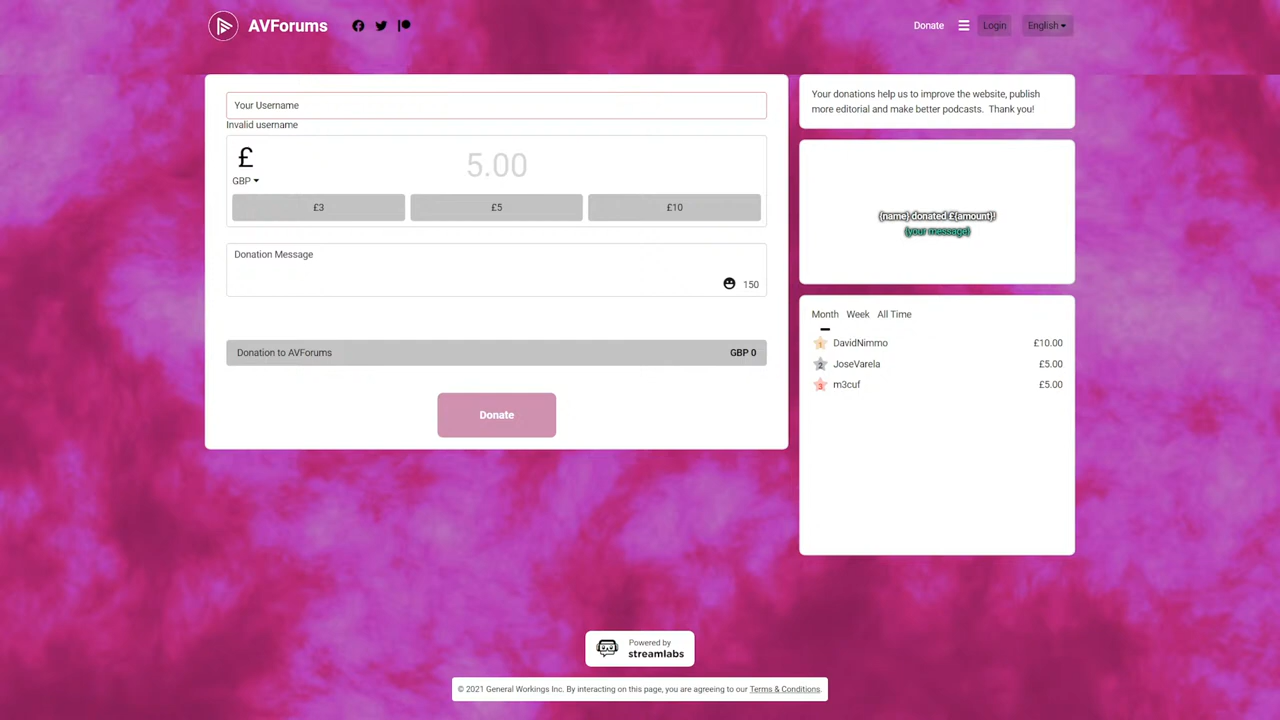 AVForums
Donate
Login
English
Your Username
Invalid username
£
5.00
GBP
£3
£5
£10
Donation Message
150
Donation to AVForums
GBP 0
Donate
Your donations help us to improve the website, publish
more editorial and make better podcasts. Thank you!
{name} donated £{amount}!
{your message}
Month Week All Time
1 DavidNimmo £10.00
2 JoseVarela £5.00
3 m3cuf £5.00
Powered by
streamlabs
© 2021 General Workings Inc. By interacting on this page, you are agreeing to our Terms & Conditions.